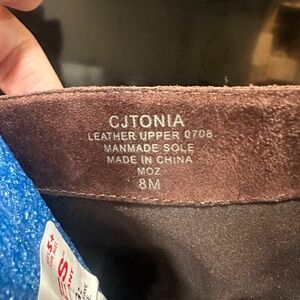 CJTONIA
LEATHER UPPER 0708
MANMADE SOLE
MADE IN CHINA
MOZ
8M